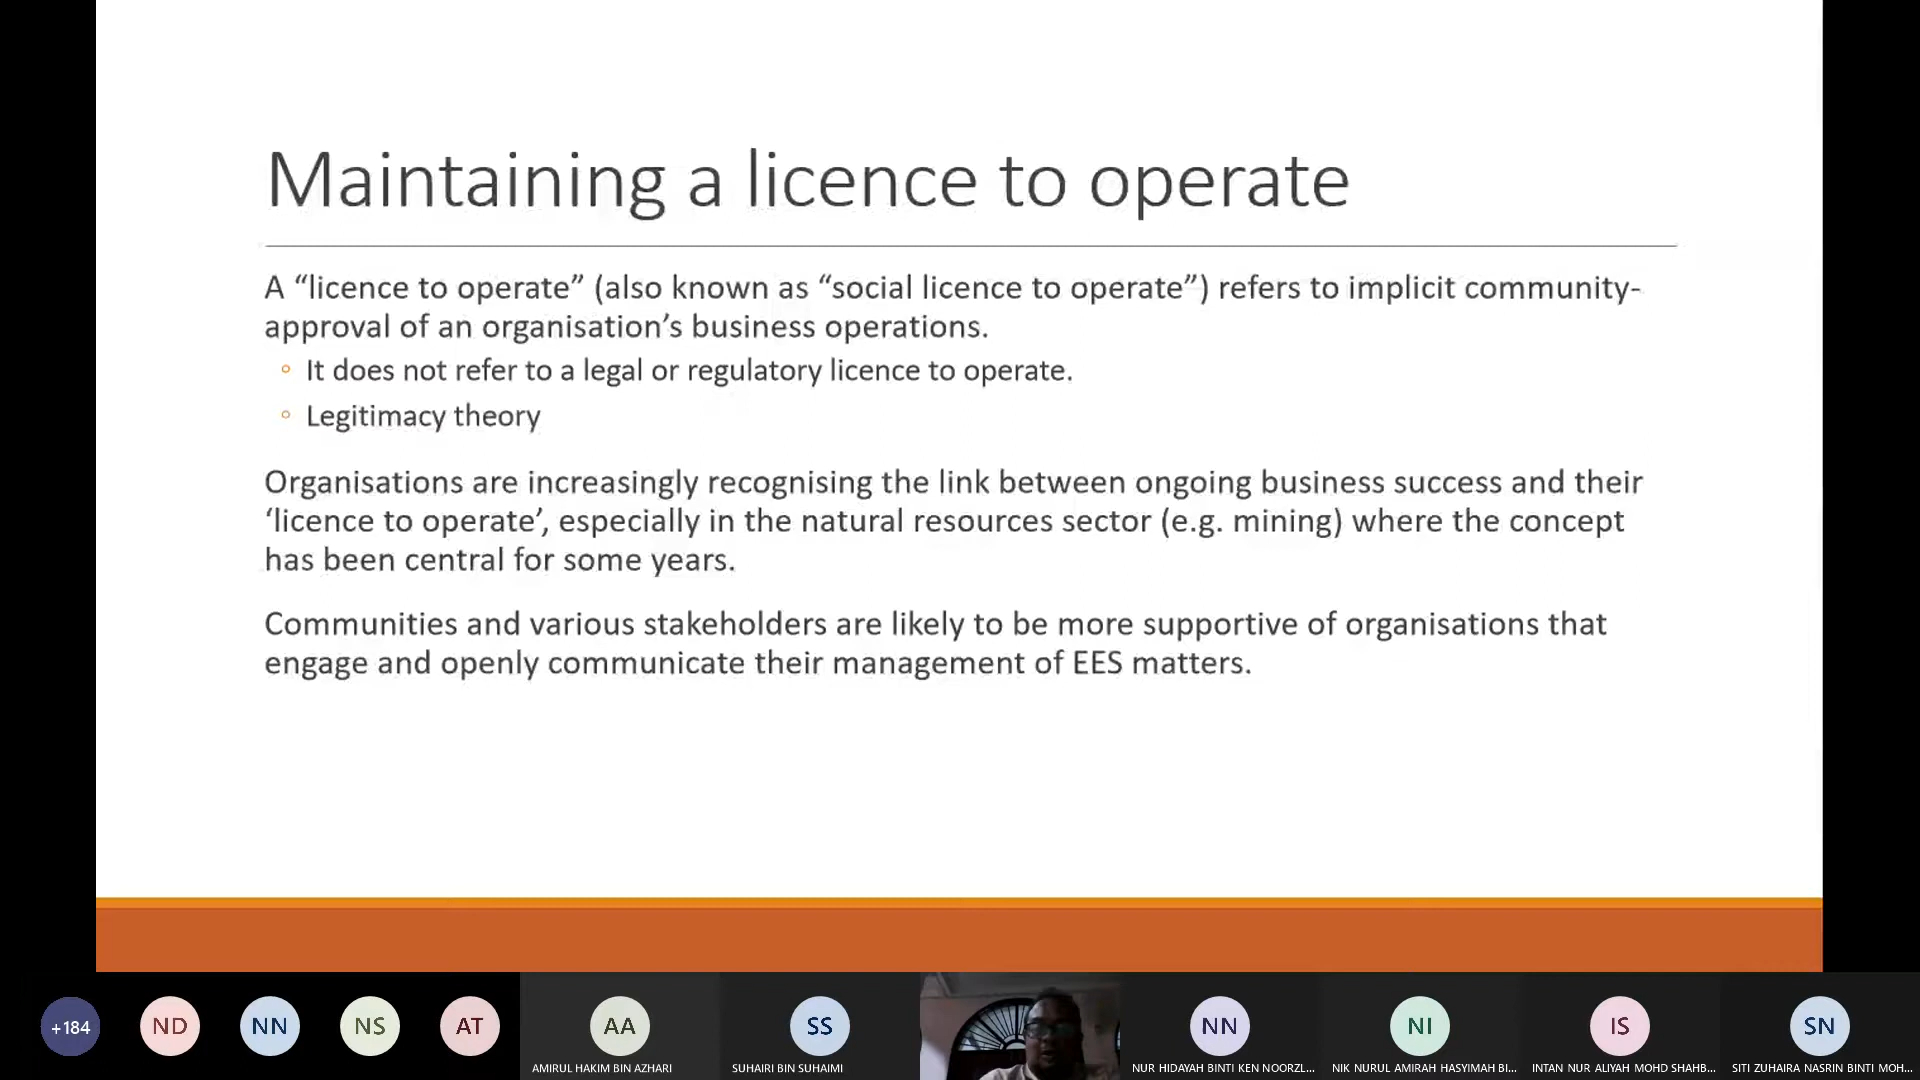 Maintaining a licence to operate
A “licence to operate” (also known as “social licence to operate”) refers to implicit community-
approval of an organisation’s business operations.
◦ It does not refer to a legal or regulatory licence to operate.
◦ Legitimacy theory
Organisations are increasingly recognising the link between ongoing business success and their
‘licence to operate’, especially in the natural resources sector (e.g. mining) where the concept
has been central for some years.
Communities and various stakeholders are likely to be more supportive of organisations that
engage and openly communicate their management of EES matters.
+184 ND NN NS AT AA SS NN NI IS SN
AMIRUL HAKIM BIN AZHARI SUHAIRI BIN SUHAIMI NUR HIDAYAH BINTI KEN NOORZL... NIK NURUL AMIRAH HASYIMAH BI... INTAN NUR ALIYAH MOHD SHAHB... SITI ZUHAIRA NASRIN BINTI MOH...